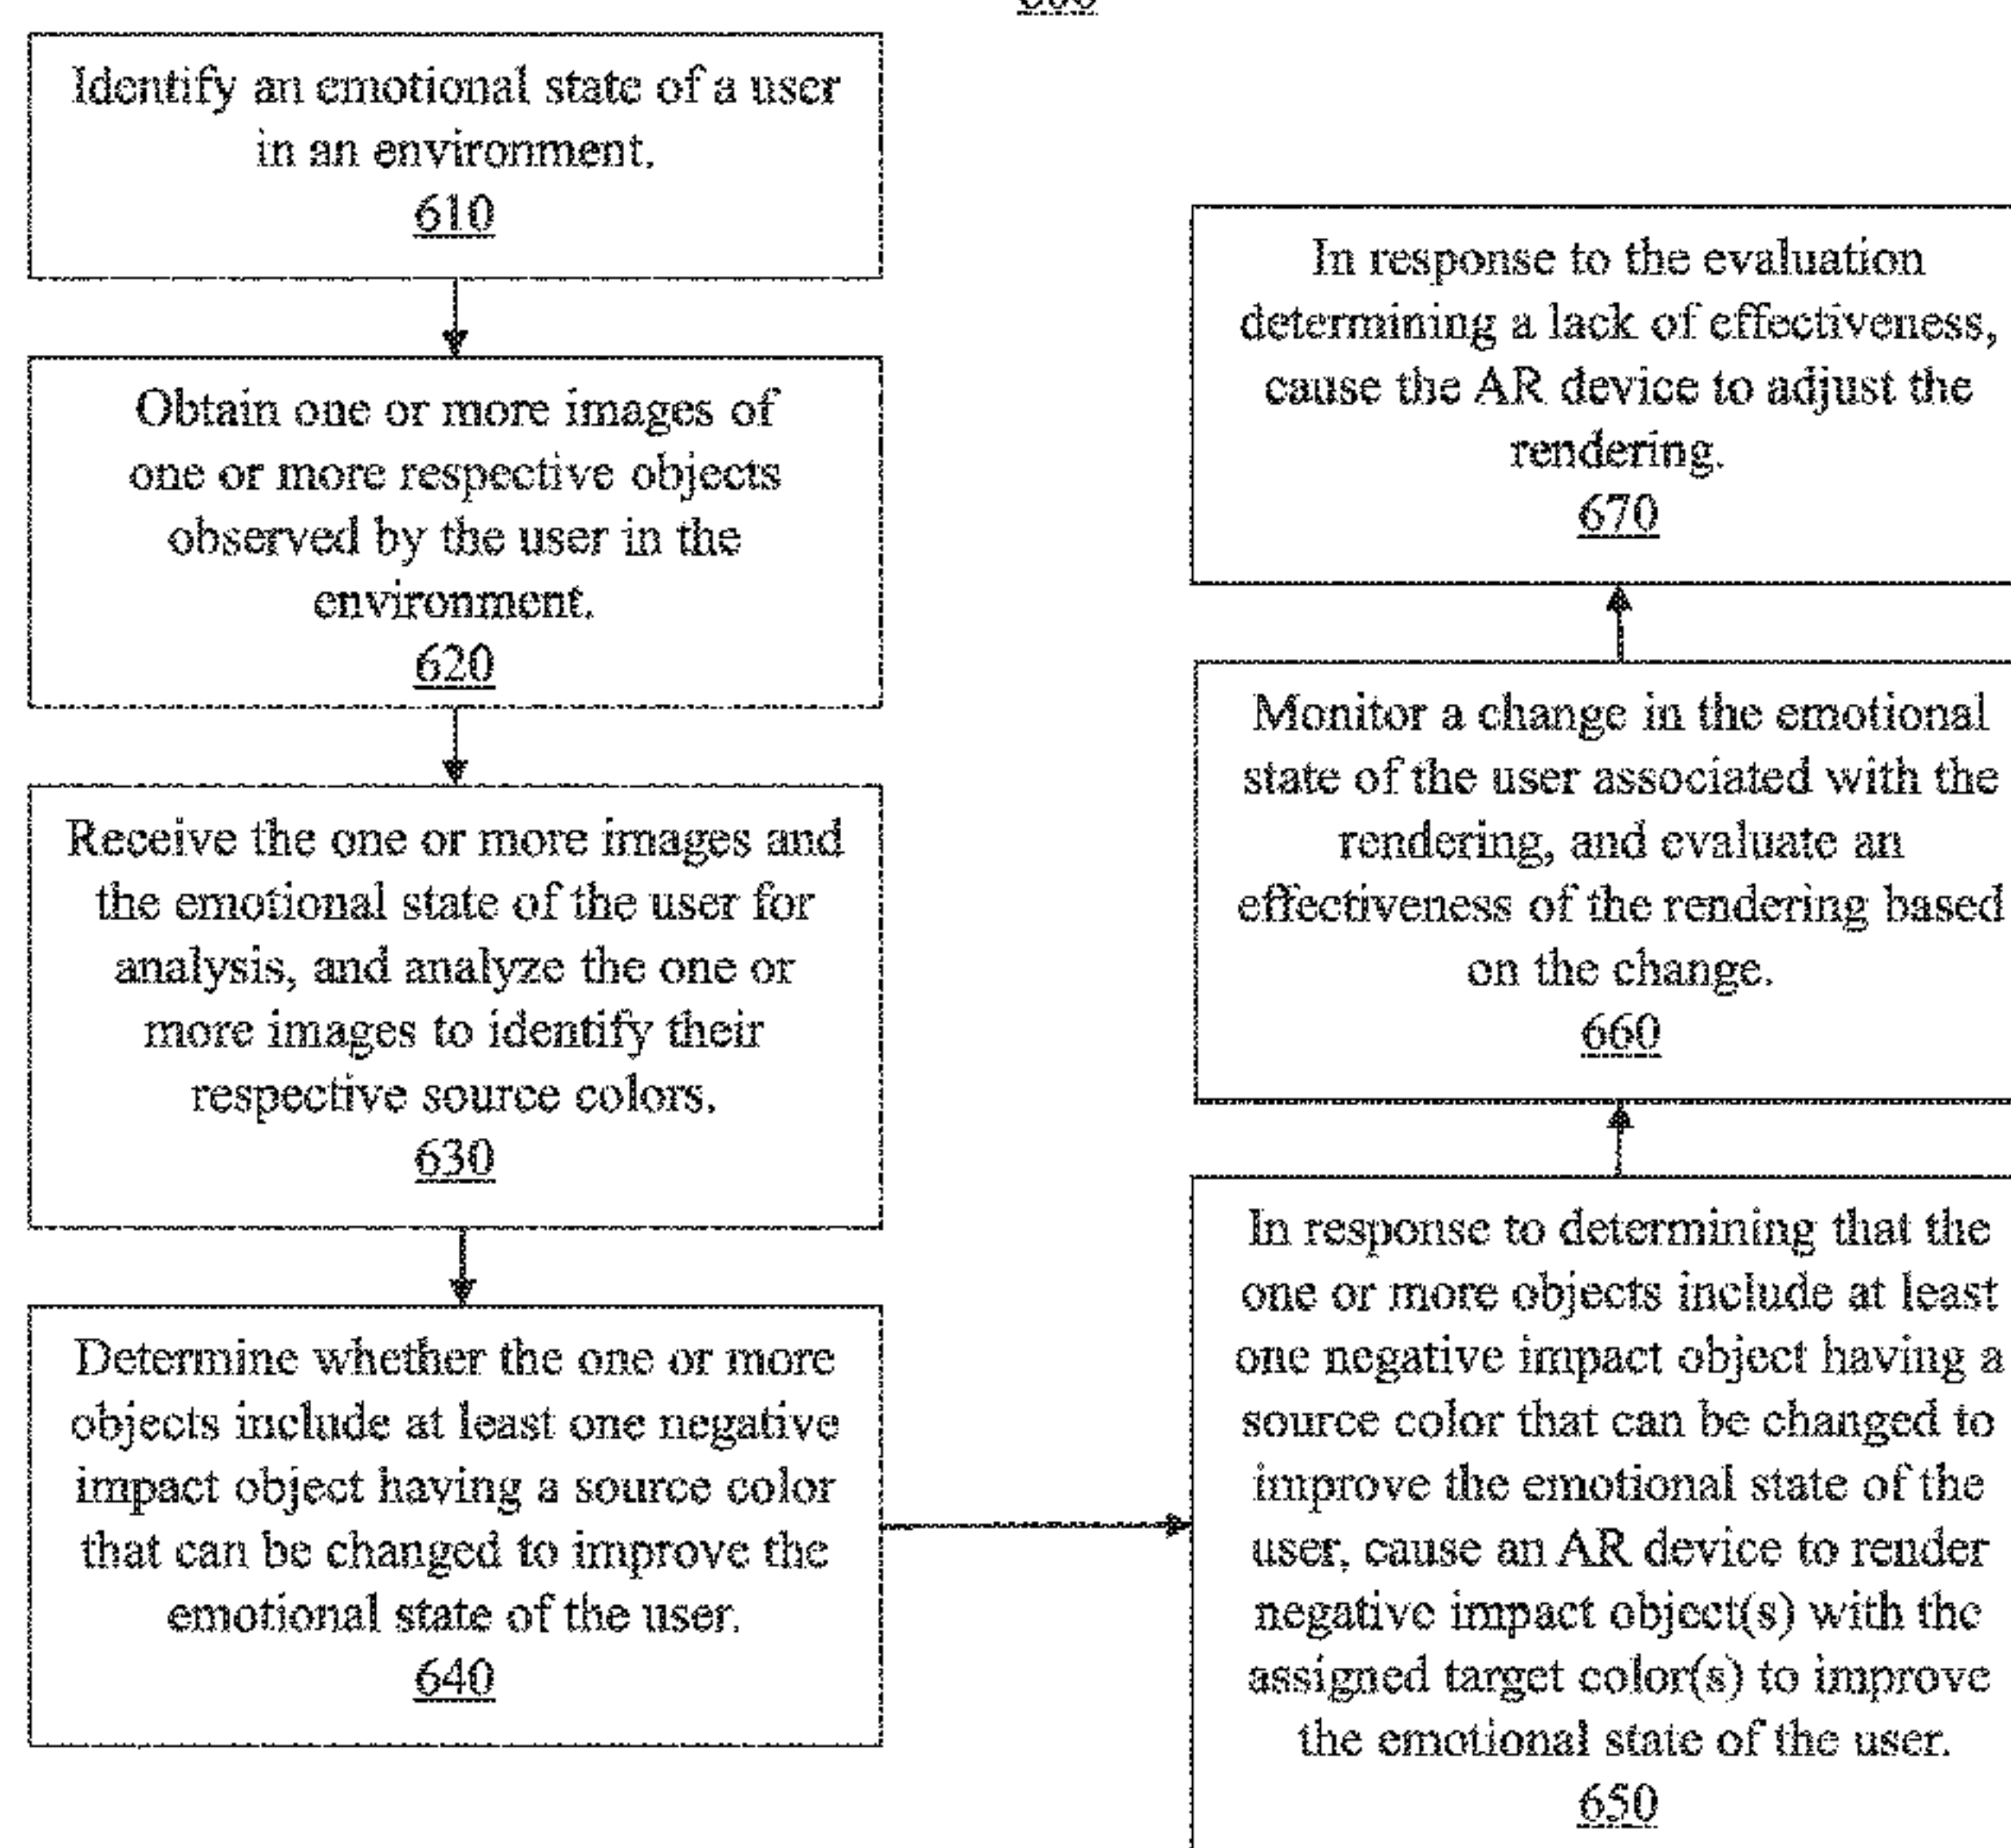 Identify an emotional state of a user
in an environment.
610
Obtain one or more images of
one or more respective objects
observed by the user in the
environment.
620
Receive the one or more images and
the emotional state of the user for
analysis, and analyze the one or
more images to identify their
respective source colors.
630
Determine whether the one or more
objects include at least one negative
impact object having a source color
that can be changed to improve the
emotional state of the user.
640
In response to determining that the
one or more objects include at least
one negative impact object having a
source color that can be changed to
improve the emotional state of the
user, cause an AR device to render
negative impact object(s) with the
assigned target color(s) to improve
the emotional state of the user.
650
Monitor a change in the emotional
state of the user associated with the
rendering, and evaluate an
effectiveness of the rendering based
on the change.
660
In response to the evaluation
determining a lack of effectiveness,
cause the AR device to adjust the
rendering.
670